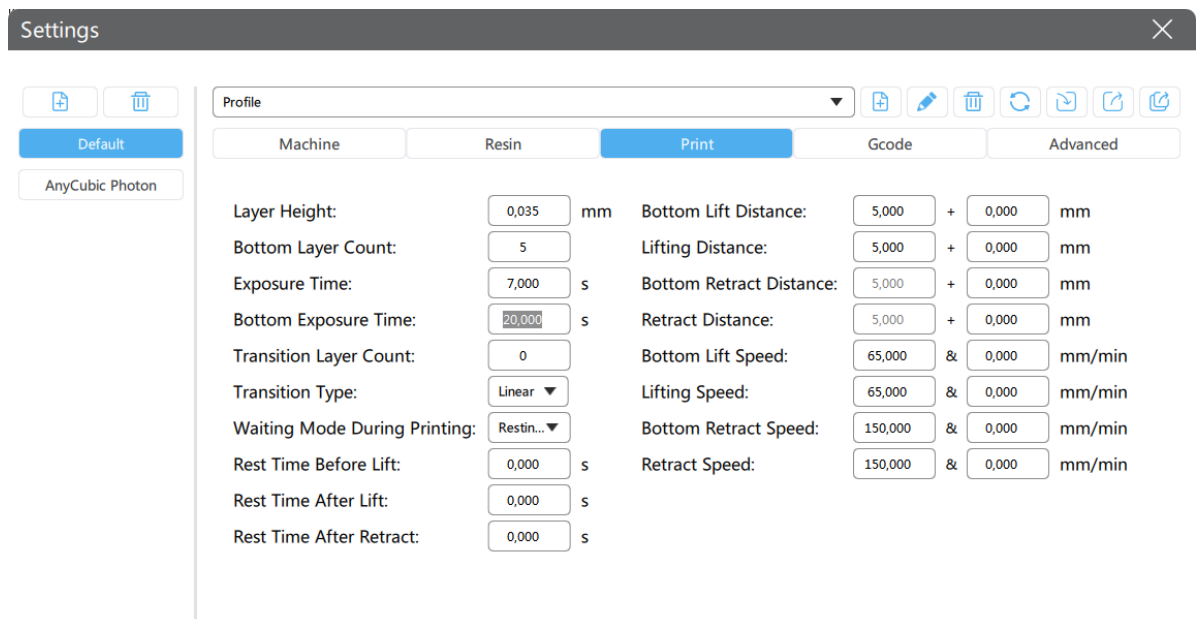 Settings
Profile
Default
AnyCubic Photon
Machine Resin Print Gcode Advanced
Layer Height: 0,035 mm Bottom Lift Distance: 5,000 + 0,000 mm
Bottom Layer Count: 5 Lifting Distance: 5,000 + 0,000 mm
Exposure Time: 7,000 s Bottom Retract Distance: 5,000 + 0,000 mm
Bottom Exposure Time: 20,000 s Retract Distance: 5,000 + 0,000 mm
Transition Layer Count: 0 Bottom Lift Speed: 65,000 & 0,000 mm/min
Transition Type: Linear Lifting Speed: 65,000 & 0,000 mm/min
Waiting Mode During Printing: Restin... Bottom Retract Speed: 150,000 & 0,000 mm/min
Rest Time Before Lift: 0,000 s Retract Speed: 150,000 & 0,000 mm/min
Rest Time After Lift: 0,000 s
Rest Time After Retract: 0,000 s